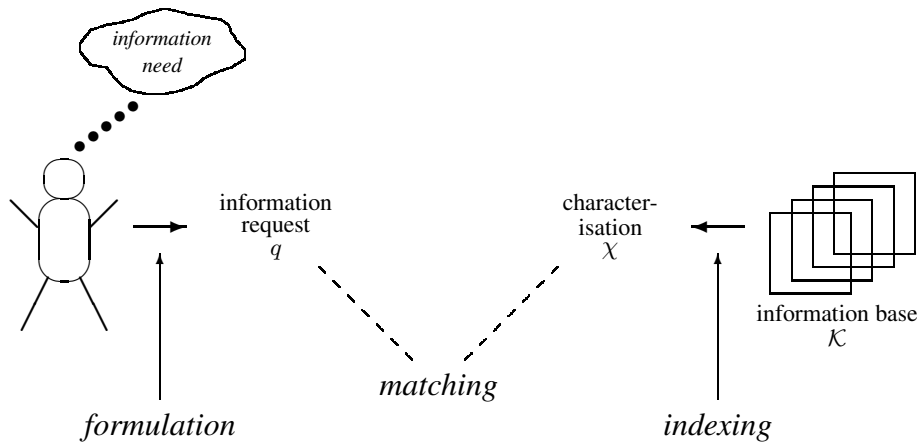 information
need
information
request
q
character-
isation
χ
information base
𝒦
matching
formulation
indexing